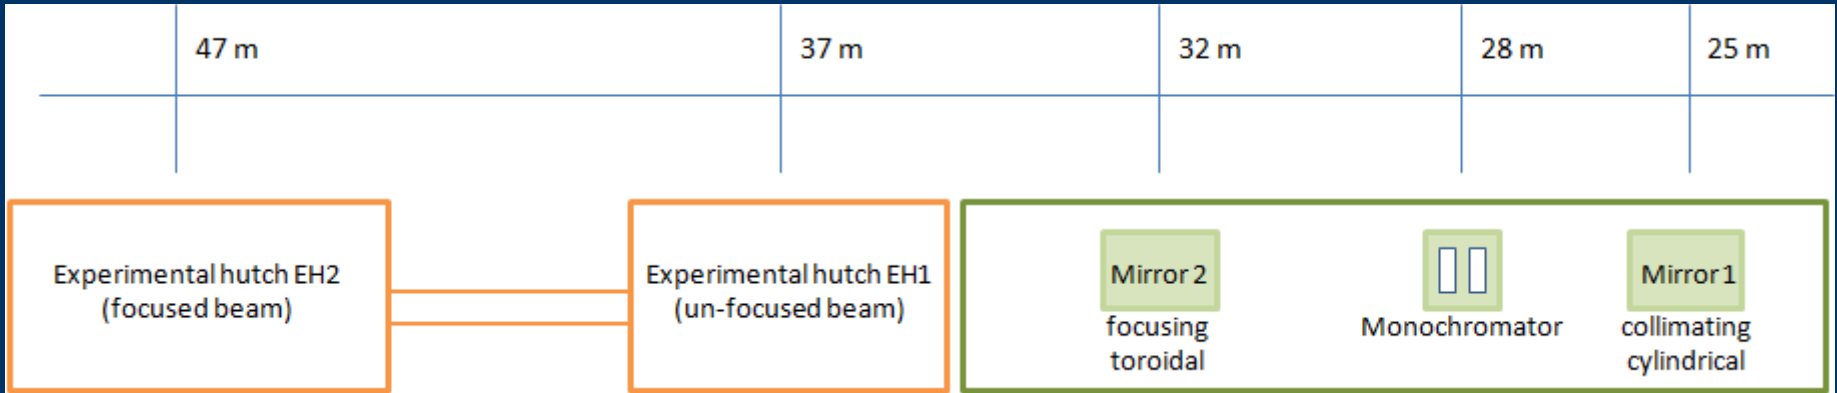 47 m
37 m
32 m
28 m
25 m
Experimental hutch EH2
(focused beam)
Experimental hutch EH1
(un-focused beam)
Mirror 2
focusing
toroidal
Monochromator
Mirror 1
collimating
cylindrical